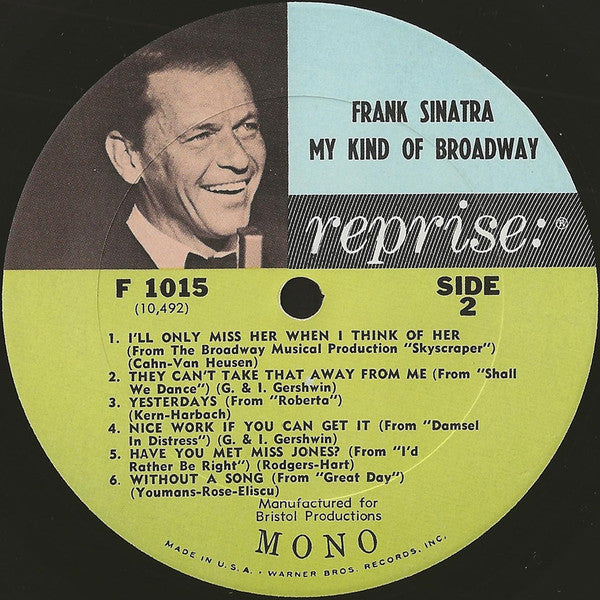 FRANK SINATRA
MY KIND OF BROADWAY
reprise:®
F 1015
(10,492)
SIDE
2
1. I'LL ONLY MISS HER WHEN I THINK OF HER
(From The Broadway Musical Production "Skyscraper")
(Cahn-Van Heusen)
2. THEY CAN'T TAKE THAT AWAY FROM ME (From "Shall
We Dance") (G. & I. Gershwin)
3. YESTERDAYS (From "Roberta")
(Kern-Harbach)
4. NICE WORK IF YOU CAN GET IT (From "Damsel
In Distress") (G. & I. Gershwin)
5. HAVE YOU MET MISS JONES? (From "I'd
Rather Be Right") (Rodgers-Hart)
6. WITHOUT A SONG (From "Great Day")
(Youmans-Rose-Eliscu)
Manufactured for
Bristol Productions
MONO
MADE IN U.S.A. • WARNER BROS. RECORDS, INC.